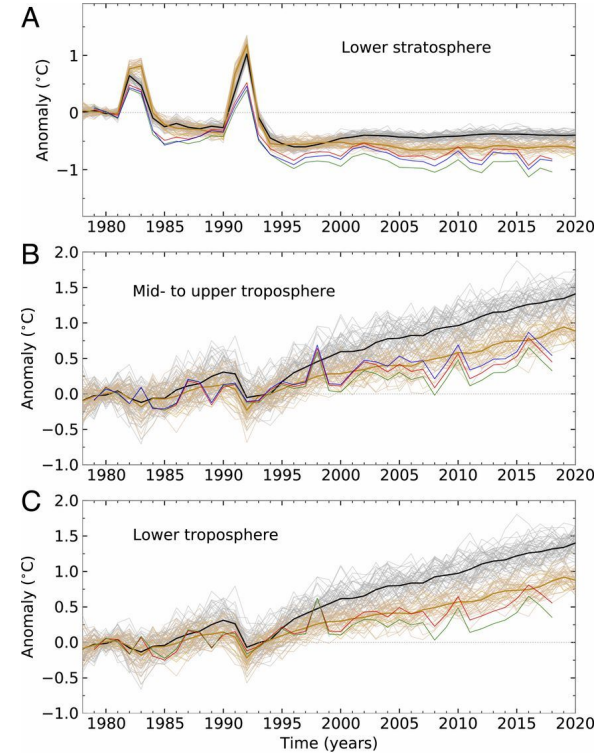 A
Lower stratosphere
Anomaly (°C)
1
0
−1
1980 1985 1990 1995 2000 2005 2010 2015 2020
B
Mid- to upper troposphere
Anomaly (°C)
2.0
1.5
1.0
0.5
0.0
−0.5
−1.0
1980 1985 1990 1995 2000 2005 2010 2015 2020
C
Lower troposphere
Anomaly (°C)
2.0
1.5
1.0
0.5
0.0
−0.5
−1.0
1980 1985 1990 1995 2000 2005 2010 2015 2020
Time (years)